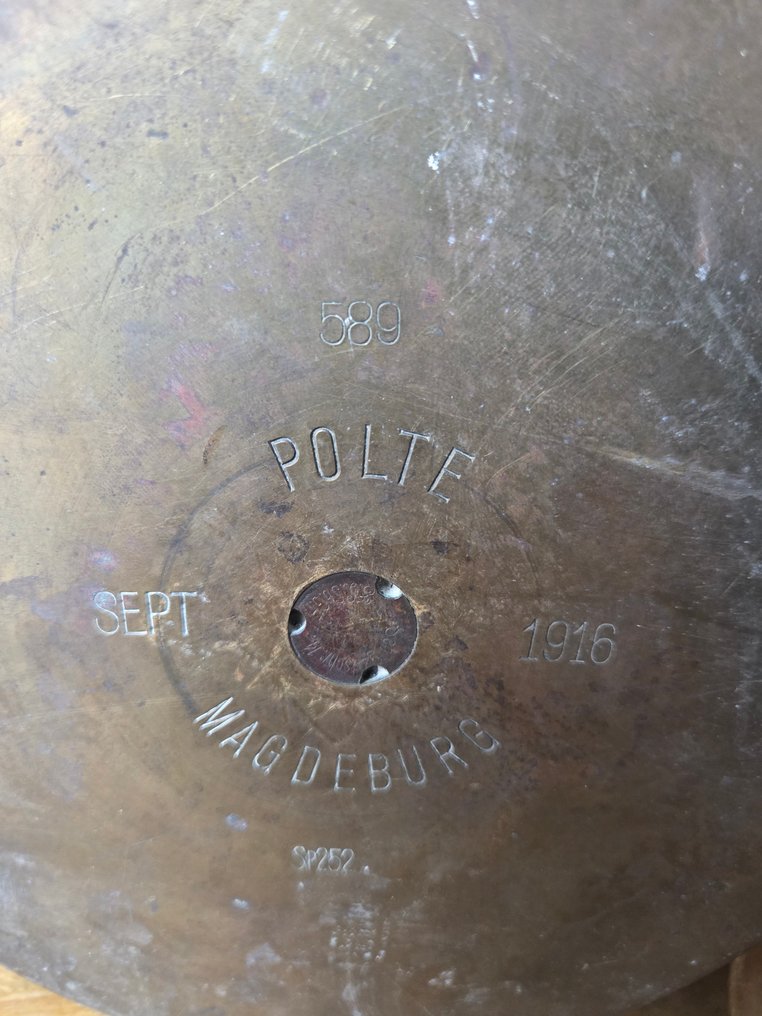 589
POLTE
SEPT
1916
MAGDEBURG
Sp252